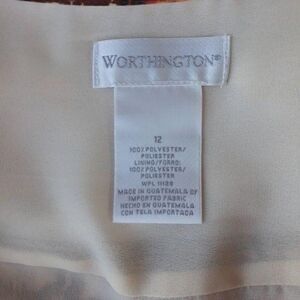 WORTHINGTON®
12
100% POLYESTER/
POLIESTER
LINING/FORRO:
100% POLYESTER/
POLIESTER
WPL 11128
MADE IN GUATEMALA OF
IMPORTED FABRIC
HECHO EN GUATEMALA
CON TELA IMPORTADA